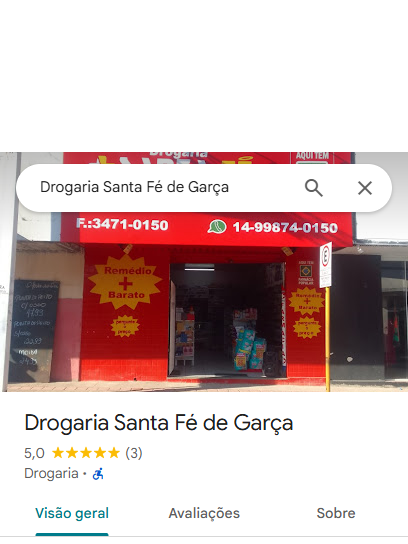 Drogaria
AQUI TEM
Drogaria Santa Fé de Garça
F.:3471-0150
14-99874-0150
Remédio
+
Barato
Remédio
+
Barato
Drogaria Santa Fé de Garça
5,0 ★★★★★ (3)
Drogaria ·
Visão geral Avaliações Sobre